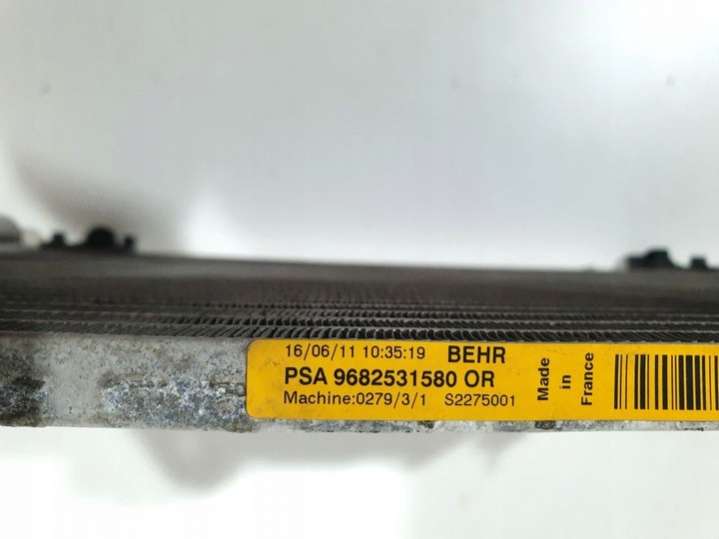 16/06/11 10:35:19 BEHR
PSA 9682531580 OR
Machine:0279/3/1 S2275001
Made
in
France